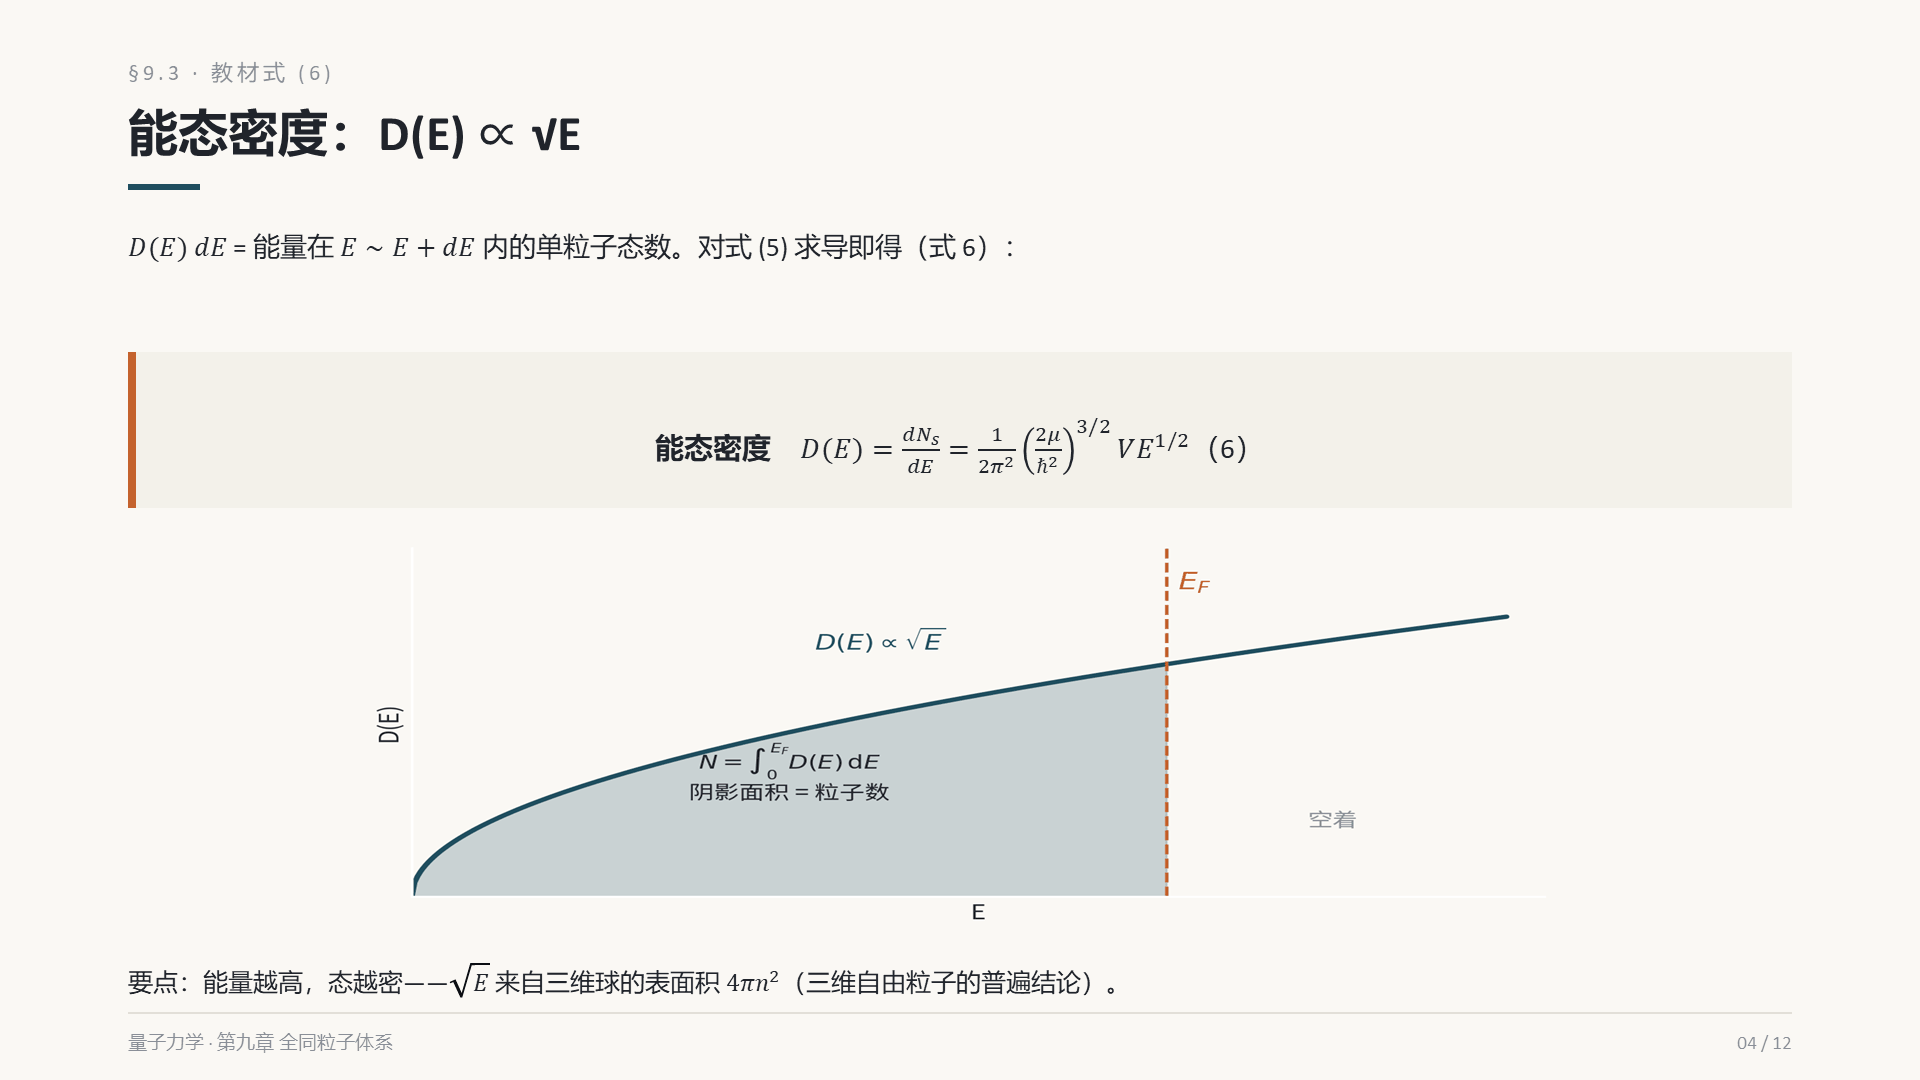 §9.3 · 教材式 (6)
能态密度：D(E) ∝ √E
D(E) dE = 能量在 E ~ E + dE 内的单粒子态数。对式 (5) 求导即得（式 6）:
能态密度 D(E) = dN_s/dE = 1/(2π²) (2μ/ħ²)^{3/2} VE^{1/2}（6）
E_F
D(E) ∝ √E
D(E)
N = ∫_0^{E_F} D(E) dE
阴影面积 = 粒子数
空着
E
要点：能量越高，态越密——√E 来自三维球的表面积 4πn²（三维自由粒子的普遍结论）。
量子力学 · 第九章 全同粒子体系
04 / 12